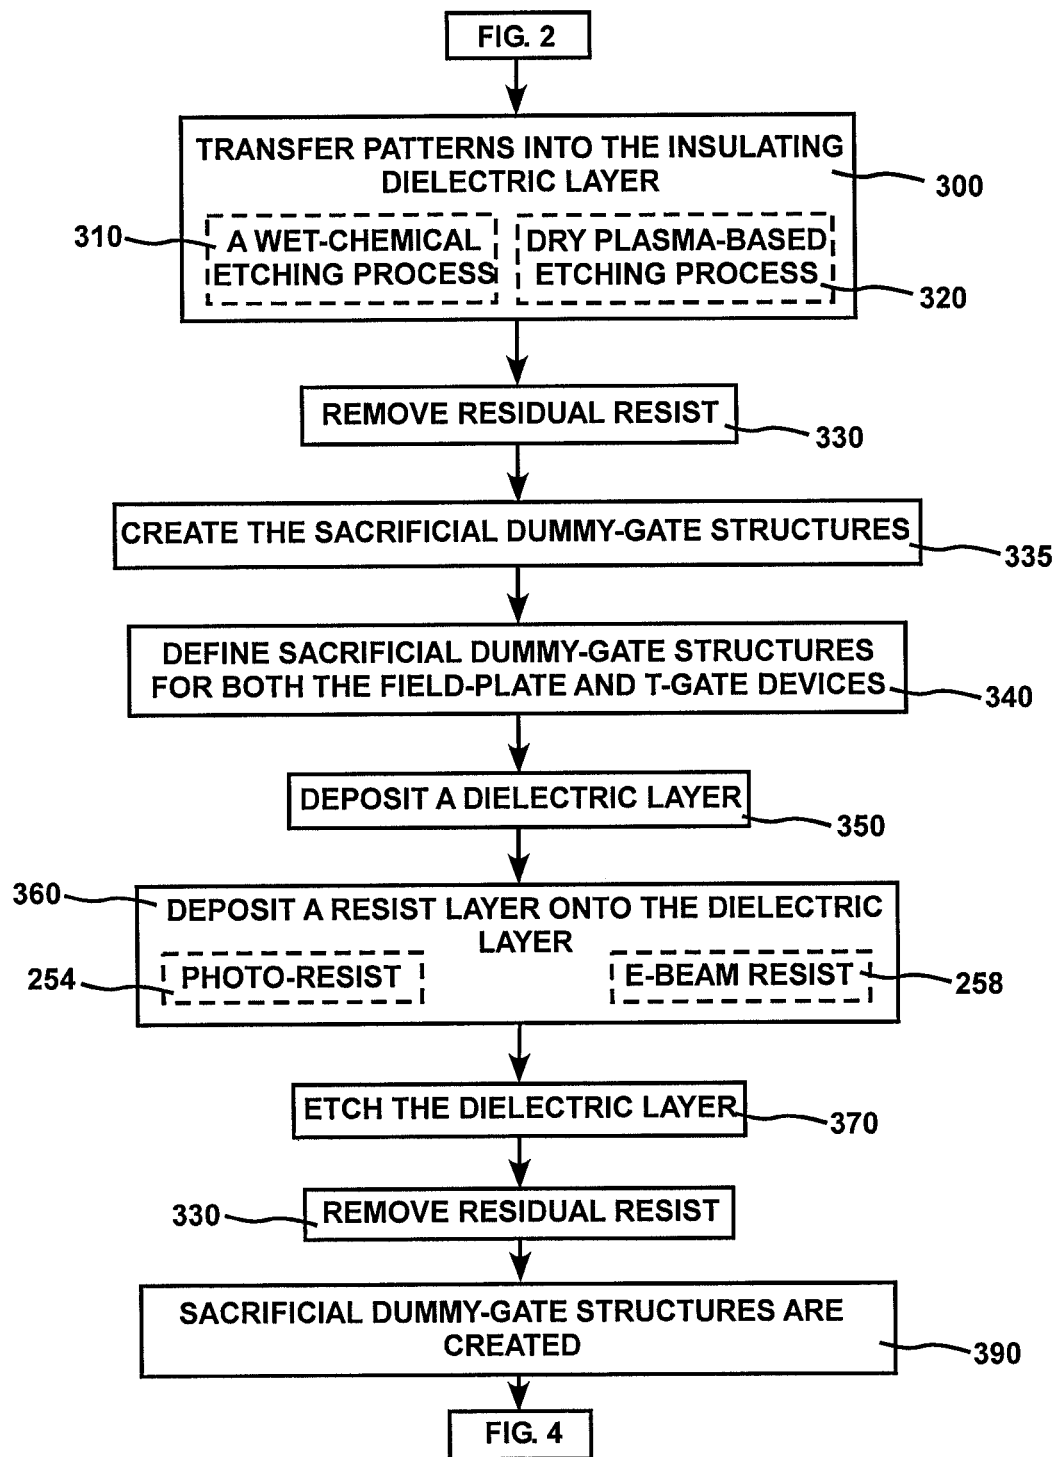 FIG. 2
TRANSFER PATTERNS INTO THE INSULATING
DIELECTRIC LAYER
300
310
A WET-CHEMICAL
ETCHING PROCESS
DRY PLASMA-BASED
ETCHING PROCESS
320
REMOVE RESIDUAL RESIST
330
CREATE THE SACRIFICIAL DUMMY-GATE STRUCTURES
335
DEFINE SACRIFICIAL DUMMY-GATE STRUCTURES
FOR BOTH THE FIELD-PLATE AND T-GATE DEVICES
340
DEPOSIT A DIELECTRIC LAYER
350
360
DEPOSIT A RESIST LAYER ONTO THE DIELECTRIC
LAYER
254
PHOTO-RESIST
E-BEAM RESIST
258
ETCH THE DIELECTRIC LAYER
370
330
REMOVE RESIDUAL RESIST
SACRIFICIAL DUMMY-GATE STRUCTURES ARE
CREATED
390
FIG. 4